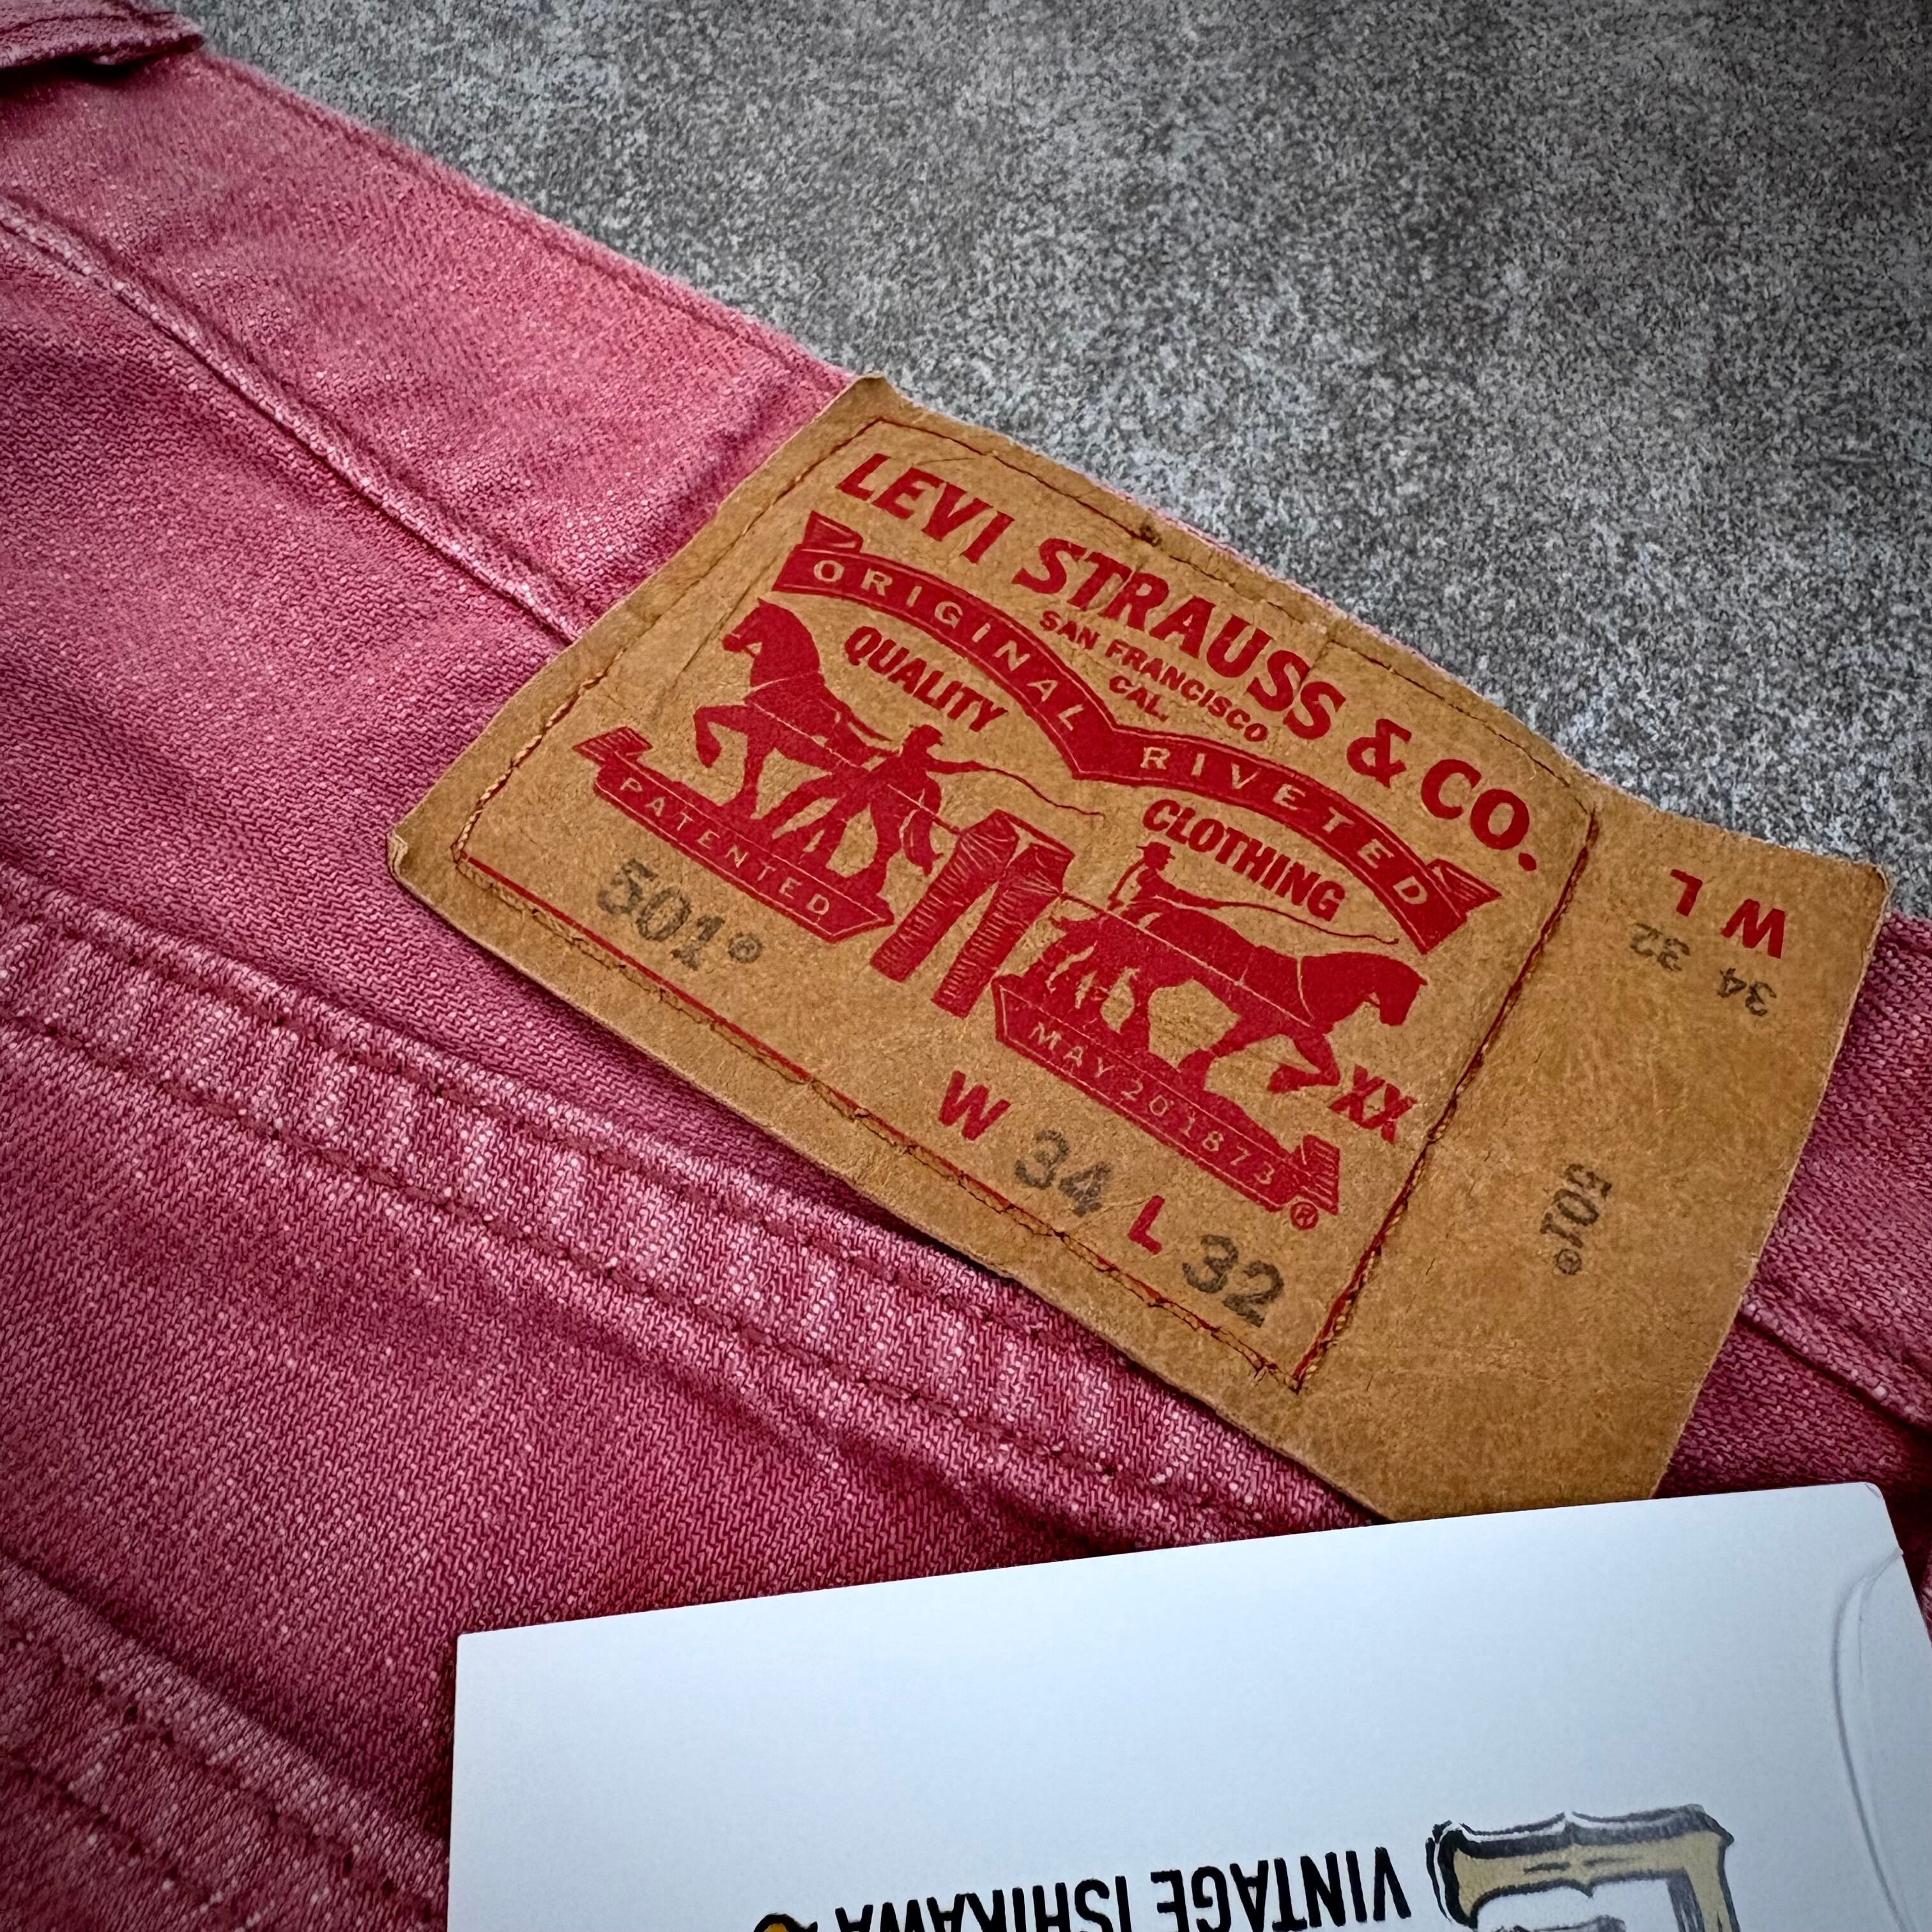 LEVI STRAUSS & CO.
SAN FRANCISCO
CAL.
ORIGINAL RIVETED
QUALITY
CLOTHING
PATENTED
MAY 20 1873
XX
®
501®
W 34 L 32
W 34
L 32
501®
VINTAGE ISHIKAWA